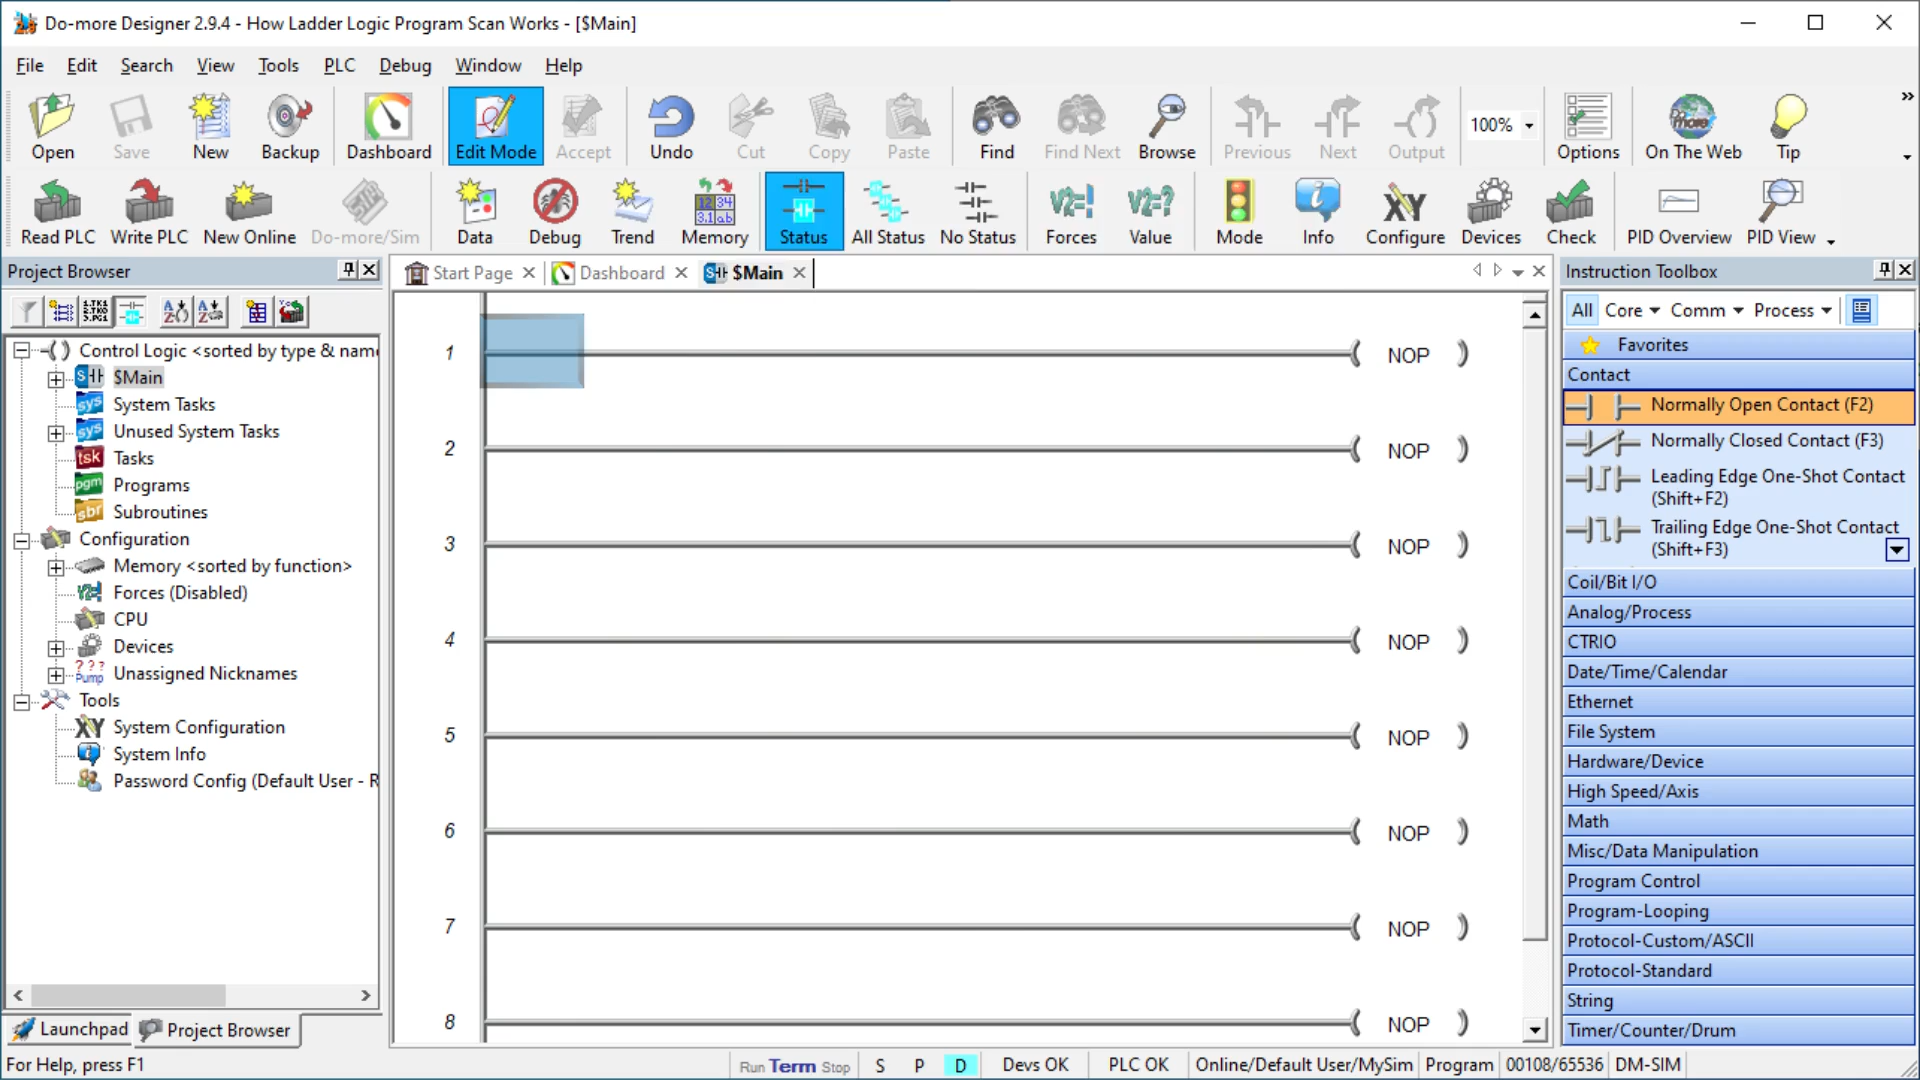 Do-more Designer 2.9.4 - How Ladder Logic Program Scan Works - [$Main]
File Edit Search View Tools PLC Debug Window Help
Open Save New Backup Dashboard Edit Mode Accept Undo Cut Copy Paste Find Find Next Browse Previous Next Output 100% Options On The Web Tip
Read PLC Write PLC New Online Do-more/Sim Data Debug Trend Memory Status All Status No Status Forces Value Mode Info Configure Devices Check PID Overview PID View
Project Browser
Start Page Dashboard $Main
Instruction Toolbox
Control Logic <sorted by type & name
$Main
System Tasks
Unused System Tasks
Tasks
Programs
Subroutines
Configuration
Memory <sorted by function>
Forces (Disabled)
CPU
Devices
Unassigned Nicknames
Tools
System Configuration
System Info
Password Config (Default User - R
Launchpad Project Browser
1 NOP
2 NOP
3 NOP
4 NOP
5 NOP
6 NOP
7 NOP
8 NOP
All Core Comm Process
Favorites
Contact
Normally Open Contact (F2)
Normally Closed Contact (F3)
Leading Edge One-Shot Contact
(Shift+F2)
Trailing Edge One-Shot Contact
(Shift+F3)
Coil/Bit I/O
Analog/Process
CTRIO
Date/Time/Calendar
Ethernet
File System
Hardware/Device
High Speed/Axis
Math
Misc/Data Manipulation
Program Control
Program-Looping
Protocol-Custom/ASCII
Protocol-Standard
String
Timer/Counter/Drum
For Help, press F1 Run Term Stop S P D Devs OK PLC OK Online/Default User/MySim Program 00108/65536 DM-SIM